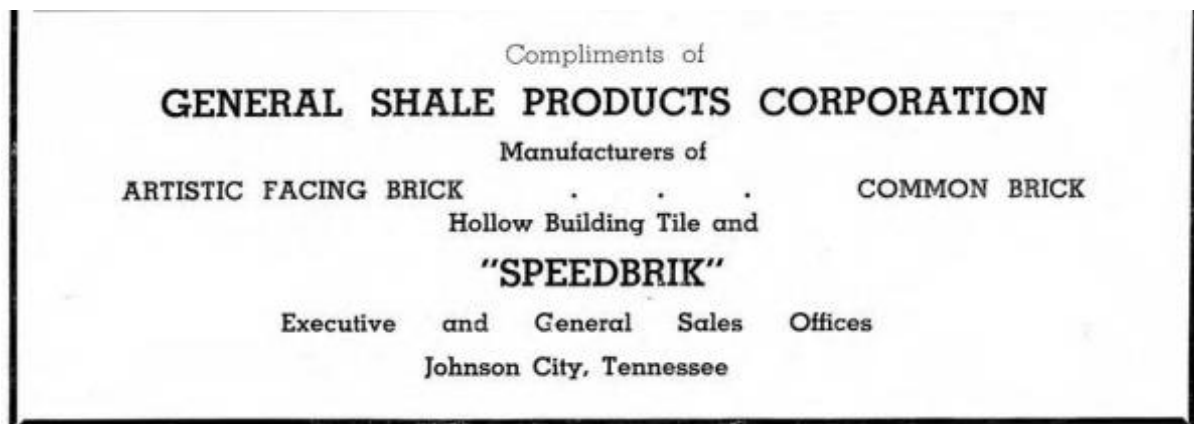 Compliments of
GENERAL SHALE PRODUCTS CORPORATION
Manufacturers of
ARTISTIC FACING BRICK . . . COMMON BRICK
Hollow Building Tile and
"SPEEDBRIK"
Executive and General Sales Offices
Johnson City, Tennessee